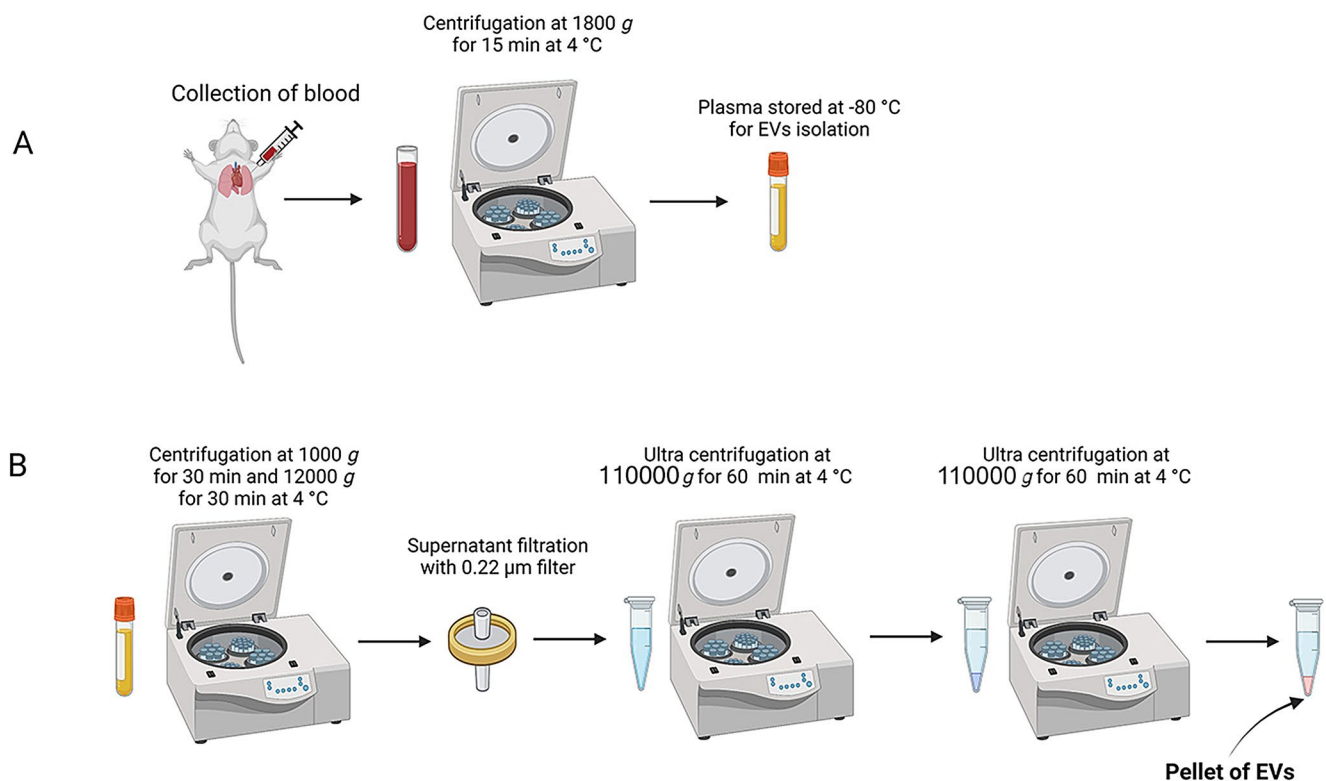 Centrifugation at 1800 g
for 15 min at 4 °C
Collection of blood
Plasma stored at -80 °C
for EVs isolation
A
B
Centrifugation at 1000 g
for 30 min and 12000 g
for 30 min at 4 °C
Supernatant filtration
with 0.22 µm filter
Ultra centrifugation at
110000 g for 60 min at 4 °C
Ultra centrifugation at
110000 g for 60 min at 4 °C
Pellet of EVs